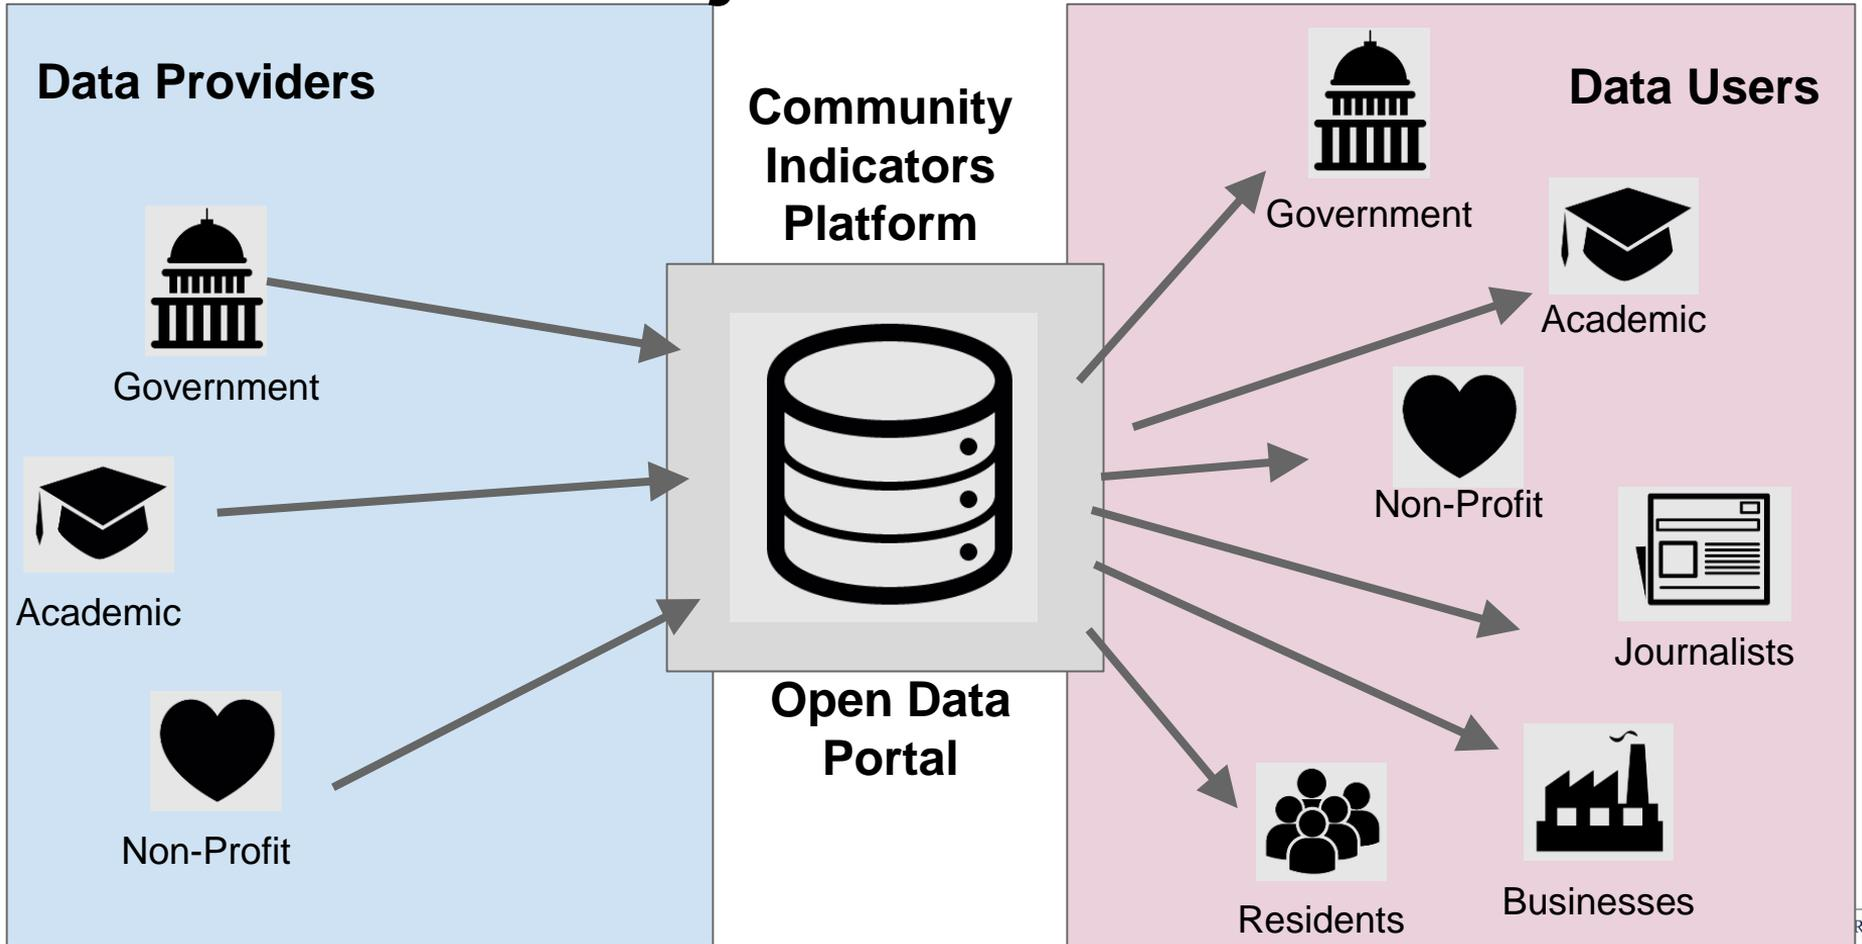 Data Providers
Government
Academic
Non-Profit
Community
Indicators
Platform
Open Data
Portal
Data Users
Government
Academic
Non-Profit
Journalists
Businesses
Residents